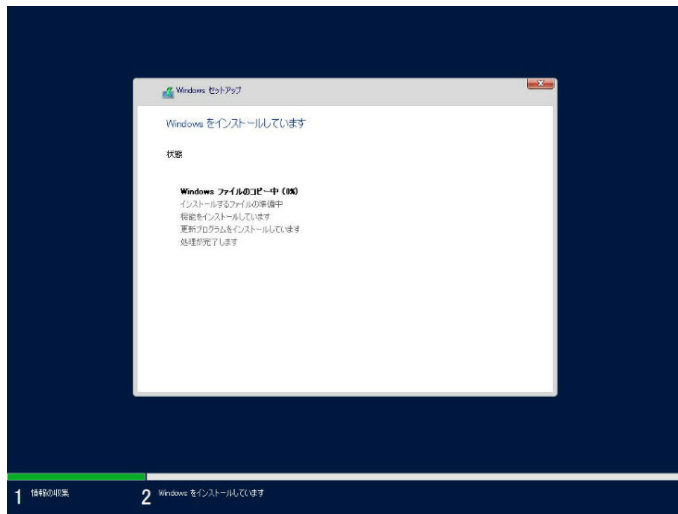 Windows セットアップ
Windows をインストールしています
状態
Windows ファイルのコピー中 (0%)
インストールするファイルの準備中
機能をインストールしています
更新プログラムをインストールしています
処理が完了します
1 情報の収集
2 Windows をインストールしています